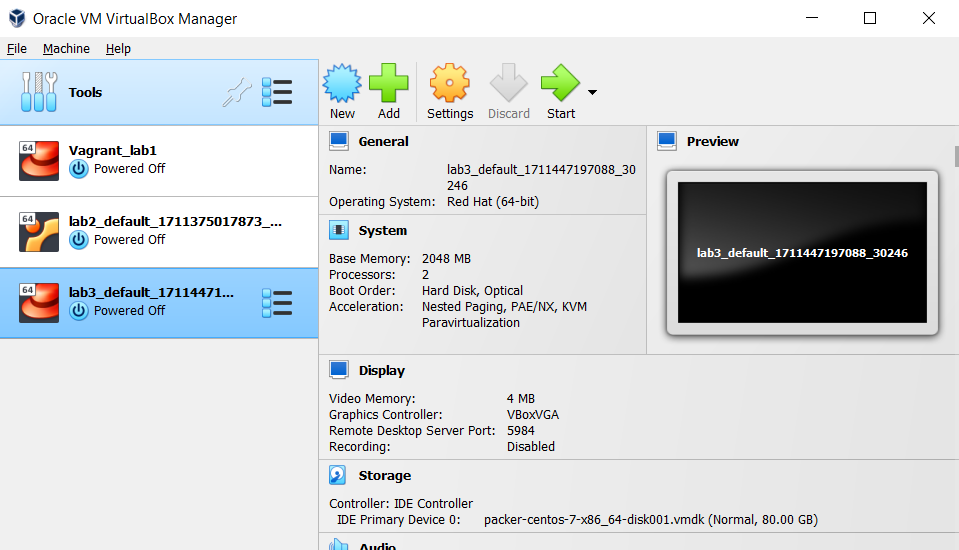 Oracle VM VirtualBox Manager
File Machine Help
Tools
New Add Settings Discard Start
64
Vagrant_lab1
Powered Off
64
lab2_default_1711375017873_...
Powered Off
64
lab3_default_17114471...
Powered Off
General
Name: lab3_default_1711447197088_30
246
Operating System: Red Hat (64-bit)
Preview
lab3_default_1711447197088_30246
System
Base Memory: 2048 MB
Processors: 2
Boot Order: Hard Disk, Optical
Acceleration: Nested Paging, PAE/NX, KVM
Paravirtualization
Display
Video Memory: 4 MB
Graphics Controller: VBoxVGA
Remote Desktop Server Port: 5984
Recording: Disabled
Storage
Controller: IDE Controller
IDE Primary Device 0: packer-centos-7-x86_64-disk001.vmdk (Normal, 80.00 GB)
Audio